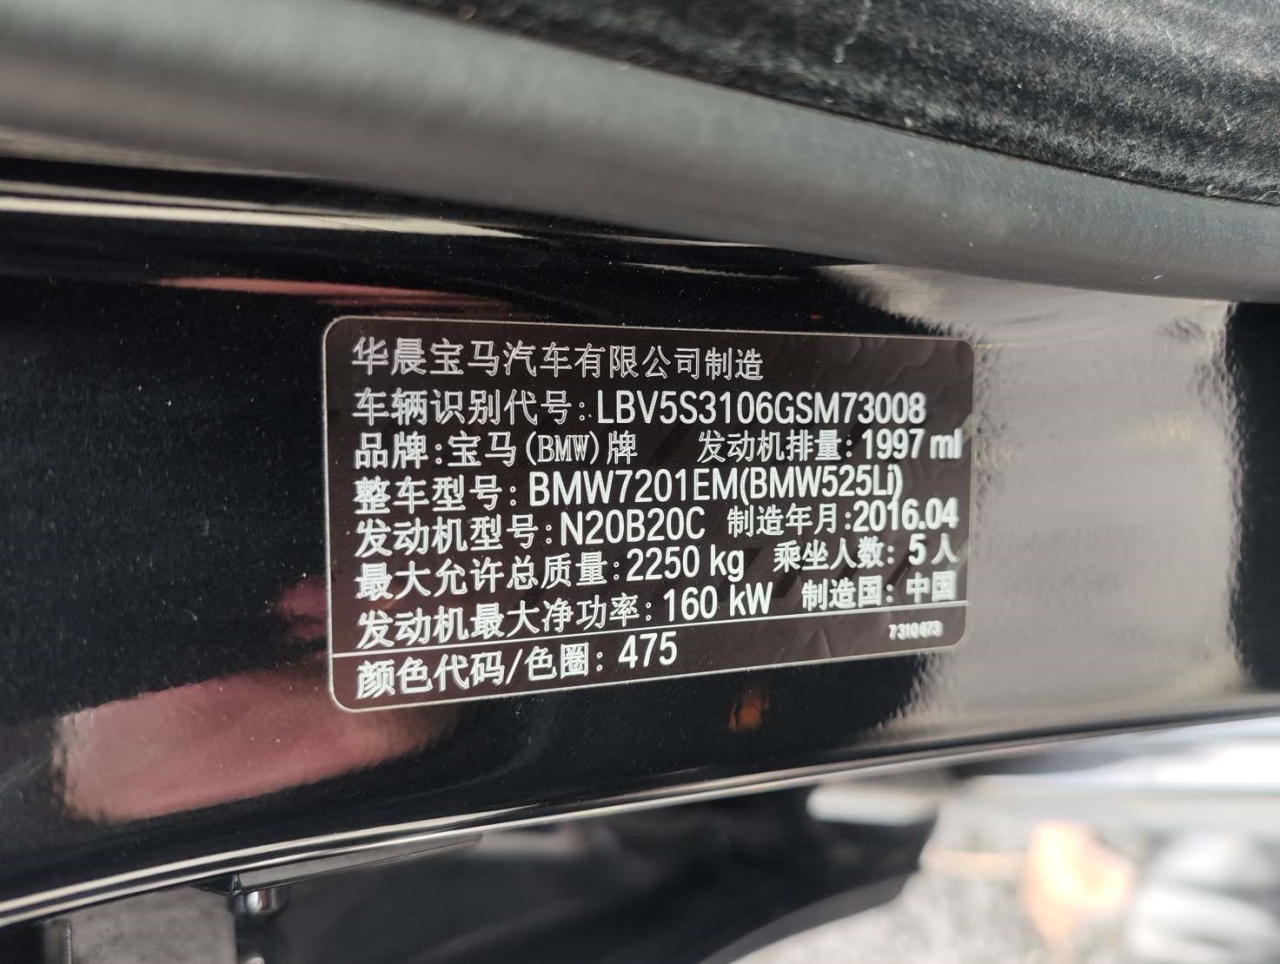 华晨宝马汽车有限公司制造
车辆识别代号: LBV5S3106GSM73008
品牌: 宝马(BMW)牌 发动机排量: 1997 ml
整车型号: BMW7201EM(BMW525Li)
发动机型号: N20B20C 制造年月: 2016.04
最大允许总质量: 2250 kg 乘坐人数: 5 人
发动机最大净功率: 160 kW 制造国: 中国
颜色代码/色圈: 475 7310673